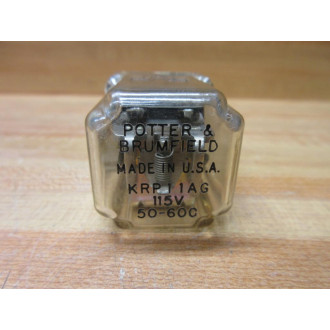 POTTER &
BRUMFIELD
MADE IN U.S.A.
KRP11AG
115V
50-60C